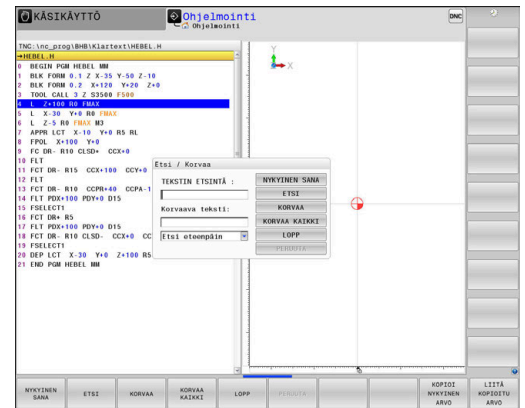 KÄSIKÄYTTÖ
Ohjelmointi
Ohjelmointi
DNC
TNC:\nc_prog\BHB\Klartext\HEBEL.H
→HEBEL.H
0 BEGIN PGM HEBEL MM
1 BLK FORM 0.1 Z X-35 Y-50 Z-10
2 BLK FORM 0.2 X+120 Y+20 Z+0
3 TOOL CALL 3 Z S3500 F500
4 L Z+100 R0 FMAX
5 L X-30 Y+0 R0 FMAX
6 L Z-5 R0 FMAX M3
7 APPR LCT X-10 Y+0 R5 RL
8 FPOL X+100 Y+0
9 FC DR- R10 CLSD+ CCX+0
10 FLT
11 FCT DR- R15 CCX+100 CCY+0
12 FLT
13 FCT DR- R10 CCPR+40 CCPA-1
14 FLT PDX+100 PDY+0 D15
15 FSELECT1
16 FCT DR+ R5
17 FLT PDX+100 PDY+0 D15
18 FCT DR- R10 CLSD- CCX+0 CC
19 FSELECT1
20 DEP LCT X-30 Y+0 Z+100 R5
21 END PGM HEBEL MM
Y
X
Etsi / Korvaa
TEKSTIN ETSINTÄ :
Korvaava teksti:
Etsi eteenpäin
NYKYINEN SANA
ETSI
KORVAA
KORVAA KAIKKI
LOPP
PERUUTA
NYKYINEN SANA
ETSI
KORVAA
KORVAA KAIKKI
LOPP
PERUUTA
KOPIOI NYKYINEN ARVO
LIITÄ KOPIOITU ARVO